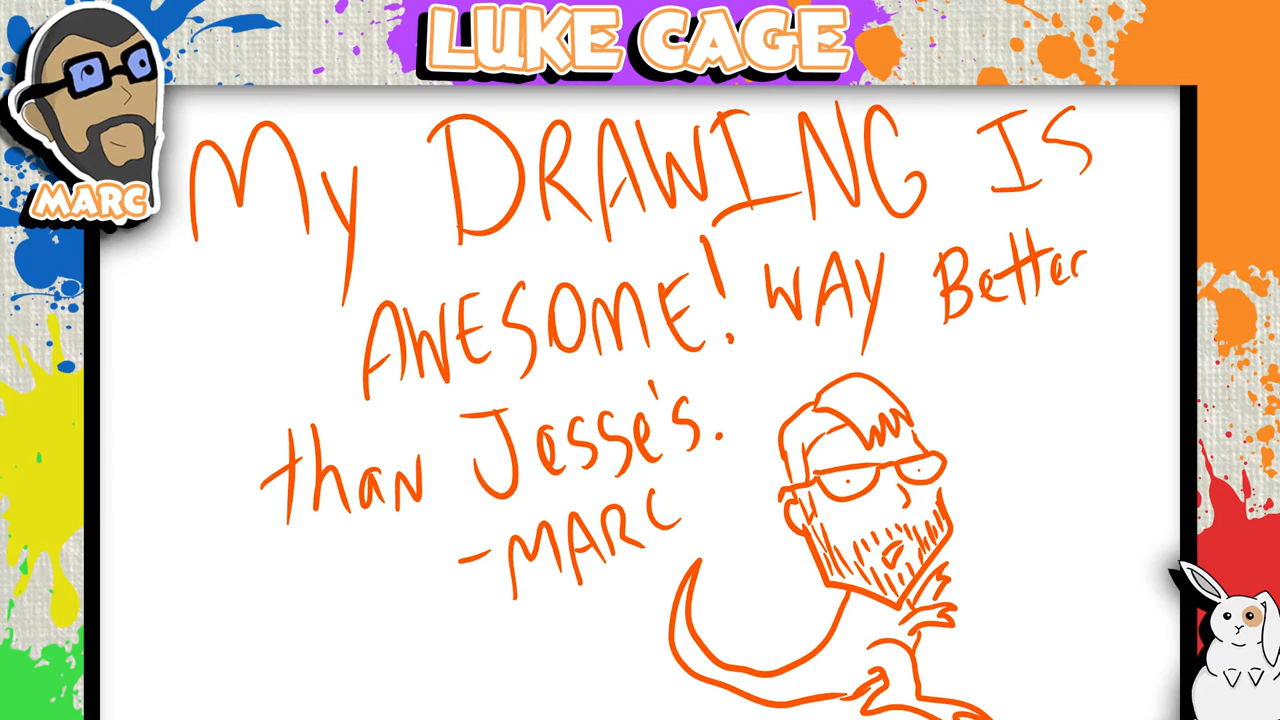 LUKE CAGE
MARC
My DRAWING IS
AWESOME! WAY Better
than Jesse's.
-MARC